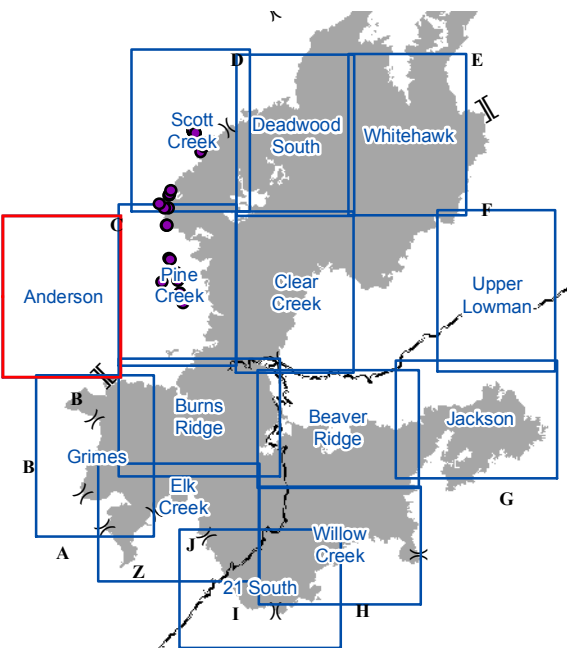 D
E
Scott
Creek
Deadwood
South
Whitehawk
C
F
Anderson
Pine
Creek
Clear
Creek
Upper
Lowman
B
Burns
Ridge
Beaver
Ridge
Jackson
B
Grimes
Elk
Creek
G
A
J
Willow
Creek
Z
21 South
I
H